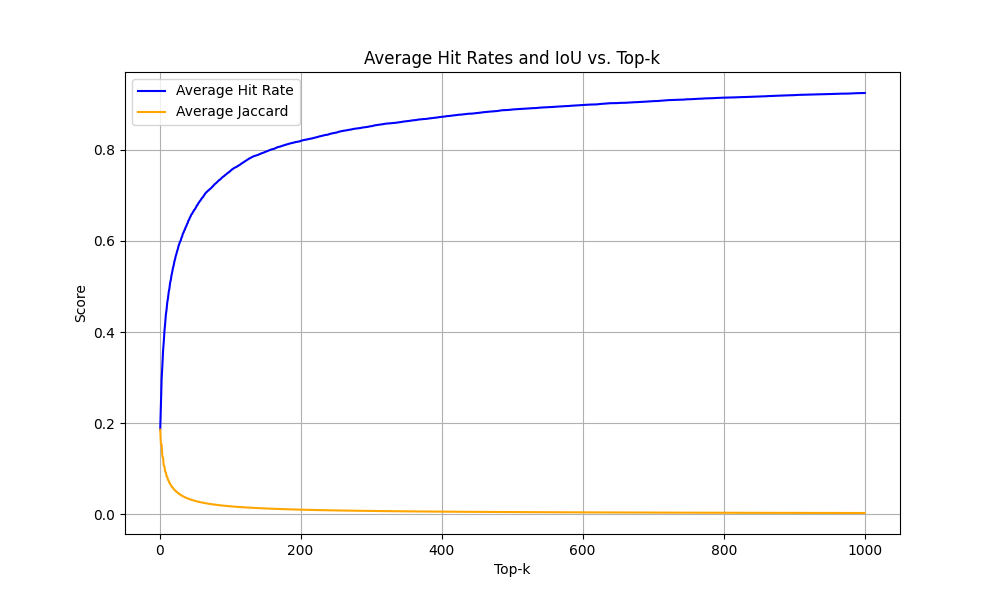 Average Hit Rates and IoU vs. Top-k
Average Hit Rate
Average Jaccard
Score
0.8
0.6
0.4
0.2
0.0
0 200 400 600 800 1000
Top-k